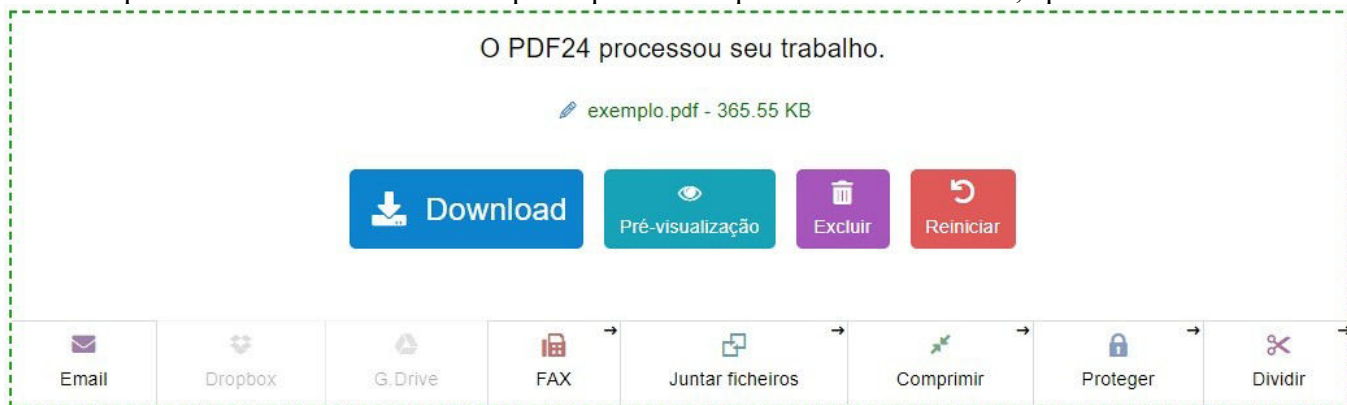 O PDF24 processou seu trabalho.
exemplo.pdf - 365.55 KB
Download
Pré-visualização
Excluir
Reiniciar
Email
Dropbox
G.Drive
FAX
Juntar ficheiros
Comprimir
Proteger
Dividir